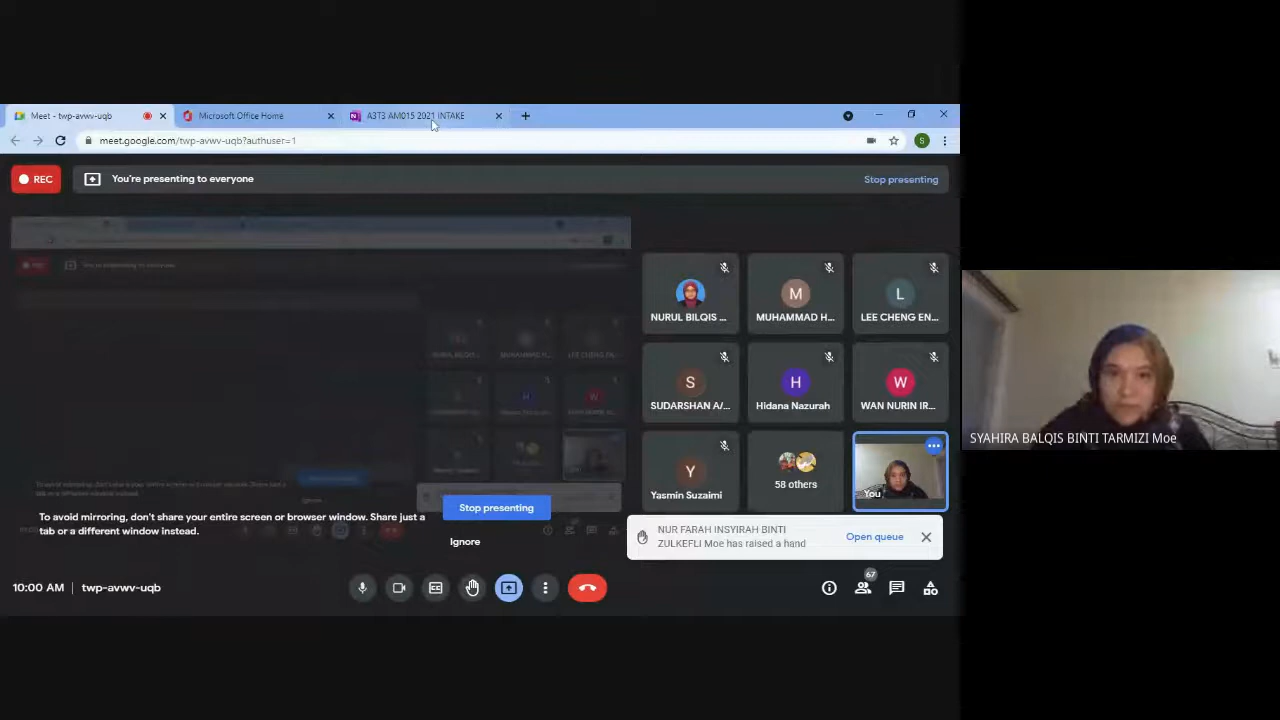 Meet - twp-avwv-uqb
Microsoft Office Home
A3T3 AM015 2021 INTAKE
meet.google.com/twp-avwv-uqb?authuser=1
S
REC
You're presenting to everyone
Stop presenting
NURUL BILQIS ...
M
MUHAMMAD H...
L
LEE CHENG EN...
S
SUDARSHAN A/...
H
Hidana Nazurah
W
WAN NURIN IR...
Y
Yasmin Suzaimi
58 others
You
SYAHIRA BALQIS BINTI TARMIZI Moe
To avoid mirroring, don't share your entire screen or browser window. Share just a
tab or a different window instead.
Stop presenting
Ignore
NUR FARAH INSYIRAH BINTI
ZULKEFLI Moe has raised a hand
Open queue
10:00 AM | twp-avwv-uqb
67